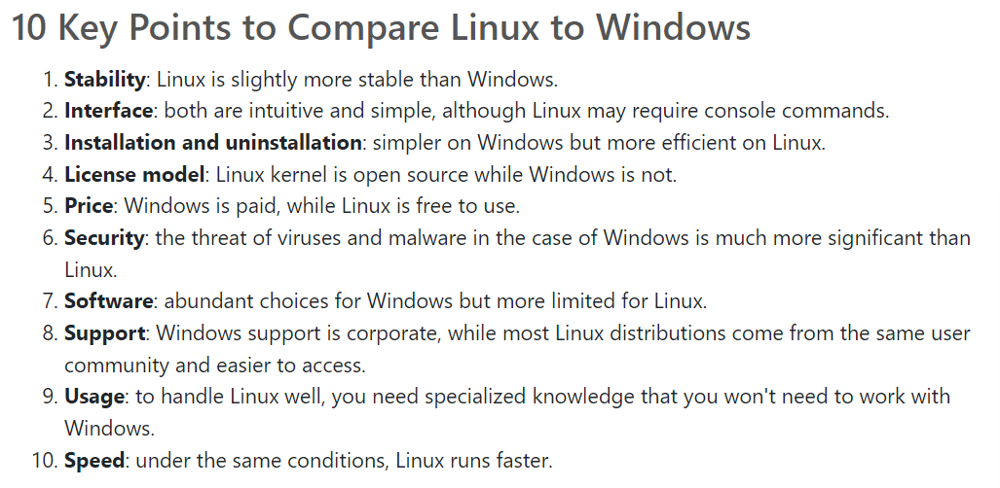 10 Key Points to Compare Linux to Windows
1. Stability: Linux is slightly more stable than Windows.
2. Interface: both are intuitive and simple, although Linux may require console commands.
3. Installation and uninstallation: simpler on Windows but more efficient on Linux.
4. License model: Linux kernel is open source while Windows is not.
5. Price: Windows is paid, while Linux is free to use.
6. Security: the threat of viruses and malware in the case of Windows is much more significant than
Linux.
7. Software: abundant choices for Windows but more limited for Linux.
8. Support: Windows support is corporate, while most Linux distributions come from the same user
community and easier to access.
9. Usage: to handle Linux well, you need specialized knowledge that you won't need to work with
Windows.
10. Speed: under the same conditions, Linux runs faster.